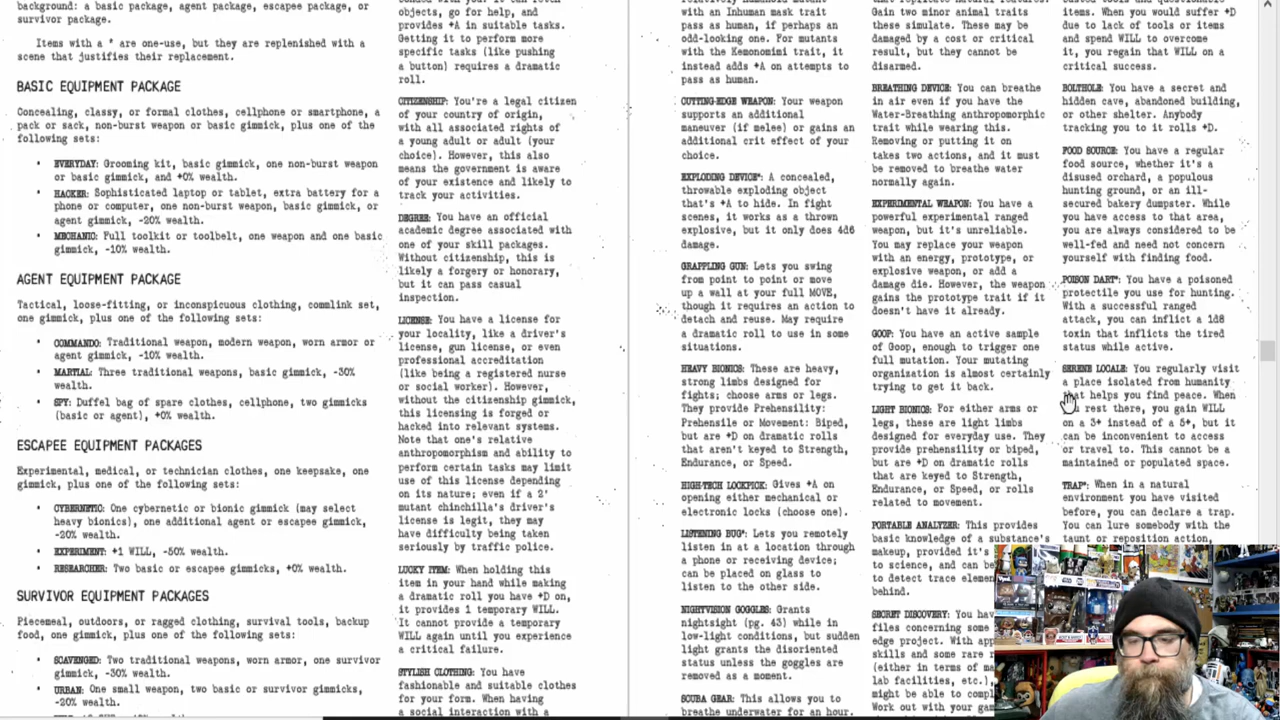 background: a basic package, agent package, escapee package, or
survivor package.
Items with a * are one-use, but they are replenished with a
scene that justifies their replacement.
BASIC EQUIPMENT PACKAGE
Concealing, classy, or formal clothes, cellphone or smartphone, a
pack or sack, non-burst weapon or basic gimmick, plus one of the
following sets:
• EVERYDAY: Grooming kit, basic gimmick, one non-burst weapon
or basic gimmick, and +0% wealth.
• HACKER: Sophisticated laptop or tablet, extra battery for a
phone or computer, one non-burst weapon, basic gimmick, or
agent gimmick, -20% wealth.
• MECHANIC: Full toolkit or toolbelt, one weapon and one basic
gimmick, -10% wealth.
AGENT EQUIPMENT PACKAGE
Tactical, loose-fitting, or inconspicuous clothing, commlink set,
one gimmick, plus one of the following sets:
• COMMANDO: Traditional weapon, modern weapon, worn armor or
agent gimmick, -10% wealth.
• MARTIAL: Three traditional weapons, basic gimmick, -30%
wealth.
• SPY: Duffel bag of spare clothes, cellphone, two gimmicks
(basic or agent), +0% wealth.
ESCAPEE EQUIPMENT PACKAGES
Experimental, medical, or technician clothes, one keepsake, one
gimmick, plus one of the following sets:
• CYBERNETIC: One cybernetic or bionic gimmick (may select
heavy bionics), one additional agent or escapee gimmick,
-20% wealth.
• EXPERIMENT: +1 WILL, -50% wealth.
• RESEARCHER: Two basic or escapee gimmicks, +0% wealth.
SURVIVOR EQUIPMENT PACKAGES
Piecemeal, outdoors, or ragged clothing, survival tools, backup
food, one gimmick, plus one of the following sets:
• SCAVENGED: Two traditional weapons, worn armor, one survivor
gimmick, -30% wealth.
• URBAN: One small weapon, two basic or survivor gimmicks,
-20% wealth.
objects, go for help, and
provides +A in suitable tasks.
Getting it to perform more
specific tasks (like pushing
a button) requires a dramatic
roll.
CITIZENSHIP: You're a legal citizen
of your country of origin,
with all associated rights of
a young adult or adult (your
choice). However, this also
means the government is aware
of your existence and likely to
track your activities.
DEGREE: You have an official
academic degree associated with
one of your skill packages.
Without citizenship, this is
likely a forgery or honorary,
but it can pass casual
inspection.
LICENSE: You have a license for
your locality, like a driver's
license, gun license, or even
professional accreditation
(like being a registered nurse
or social worker). However,
without the citizenship gimmick,
this licensing is forged or
hacked into relevant systems.
Note that one's relative
anthropomorphism and ability to
perform certain tasks may limit
use of this license depending
on its nature; even if a 2'
mutant chinchilla's driver's
license is legit, they may
have difficulty being taken
seriously by traffic police.
LUCKY ITEM: When holding this
item in your hand while making
a dramatic roll you have +D on,
it provides 1 temporary WILL.
It cannot provide a temporary
WILL again until you experience
a critical failure.
STYLISH CLOTHING: You have
fashionable and suitable clothes
for your form. When having
a social interaction with a
with an Inhuman mask trait
pass as human, if perhaps an
odd-looking one. For mutants
with the Kemonomimi trait, it
instead adds +A on attempts to
pass as human.
CUTTING-EDGE WEAPON: Your weapon
supports an additional
maneuver (if melee) or gains an
additional crit effect of your
choice.
EXPLODING DEVICE*: A concealed,
throwable exploding object
that's +A to hide. In fight
scenes, it works as a thrown
explosive, but it only does 4d6
damage.
GRAPPLING GUN: Lets you swing
from point to point or move
up a wall at your full MOVE,
though it requires an action to
detach and reuse. May require
a dramatic roll to use in some
situations.
HEAVY BIONICS: These are heavy,
strong limbs designed for
fights; choose arms or legs.
They provide Prehensility:
Prehensile or Movement: Biped,
but are +D on dramatic rolls
that aren't keyed to Strength,
Endurance, or Speed.
HIGH-TECH LOCKPICK: Gives +A on
opening either mechanical or
electronic locks (choose one).
LISTENING BUG*: Lets you remotely
listen in at a location through
a phone or receiving device;
can be placed on glass to
listen to the other side.
NIGHTVISION GOGGLES: Grants
nightsight (pg. 43) while in
low-light conditions, but sudden
light grants the disoriented
status unless the goggles are
removed as a moment.
SCUBA GEAR: This allows you to
breathe underwater for an hour.
Gain two minor animal traits
these simulate. These may be
damaged by a cost or critical
result, but they cannot be
disarmed.
BREATHING DEVICE: You can breathe
in air even if you have the
Water-Breathing anthropomorphic
trait while wearing this.
Removing or putting it on
takes two actions, and it must
be removed to breathe water
normally again.
EXPERIMENTAL WEAPON: You have a
powerful experimental ranged
weapon, but it's unreliable.
You may replace your weapon
with an energy, prototype, or
explosive weapon, or add a
damage die. However, the weapon
gains the prototype trait if it
doesn't have it already.
GOOP: You have an active sample
of Goop, enough to trigger one
full mutation. Your mutating
organization is almost certainly
trying to get it back.
LIGHT BIONICS: For either arms or
legs, these are light limbs
designed for everyday use. They
provide prehensility or biped,
but are +D on dramatic rolls
that are keyed to Strength,
Endurance, or Speed, or rolls
related to movement.
PORTABLE ANALYZER: This provides
basic knowledge of a substance's
makeup, provided it's
to science, and can be
to detect trace elemen
behind.
SECRET DISCOVERY: You hav
files concerning some
edge project. With app
skills and some rare r
(either in terms of ma
lab facilities, etc.),
might be able to compl
Work out with your gam
items. When you would suffer +D
due to lack of tools or items
and spend WILL to overcome
it, you regain that WILL on a
critical success.
BOLTHOLE: You have a secret and
hidden cave, abandoned building,
or other shelter. Anybody
tracking you to it rolls +D.
FOOD SOURCE: You have a regular
food source, whether it's a
disused orchard, a populous
hunting ground, or an ill-
secured bakery dumpster. While
you have access to that area,
you are always considered to be
well-fed and need not concern
yourself with finding food.
POISON DART*: You have a poisoned
protectile you use for hunting.
With a successful ranged
attack, you can inflict a 1d8
toxin that inflicts the tired
status while active.
SERENE LOCALE: You regularly visit
a place isolated from humanity
at helps you find peace. When
rest there, you gain WILL
on a 3+ instead of a 5+, but it
can be inconvenient to access
or travel to. This cannot be a
maintained or populated space.
TRAP*: When in a natural
environment you have visited
before, you can declare a trap.
You can lure somebody with the
taunt or reposition action,